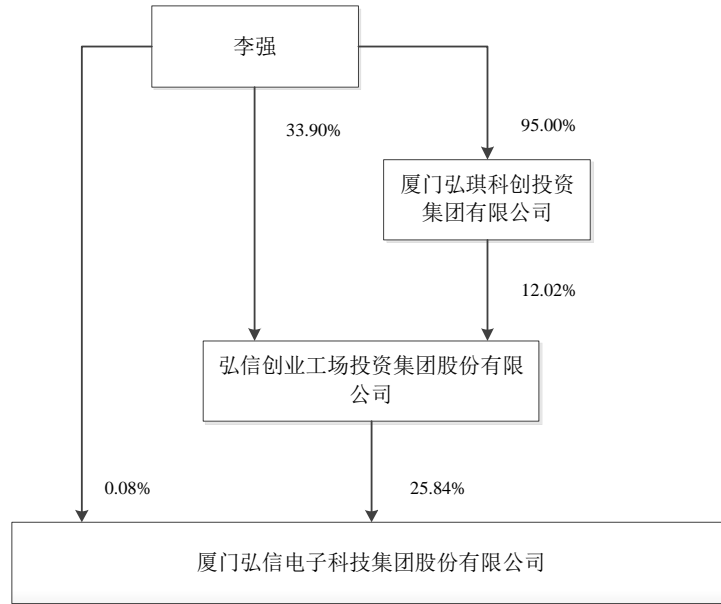 李强
33.90%
95.00%
厦门弘琪科创投资
集团有限公司
12.02%
弘信创业工场投资集团股份有限
公司
0.08%
25.84%
厦门弘信电子科技集团股份有限公司